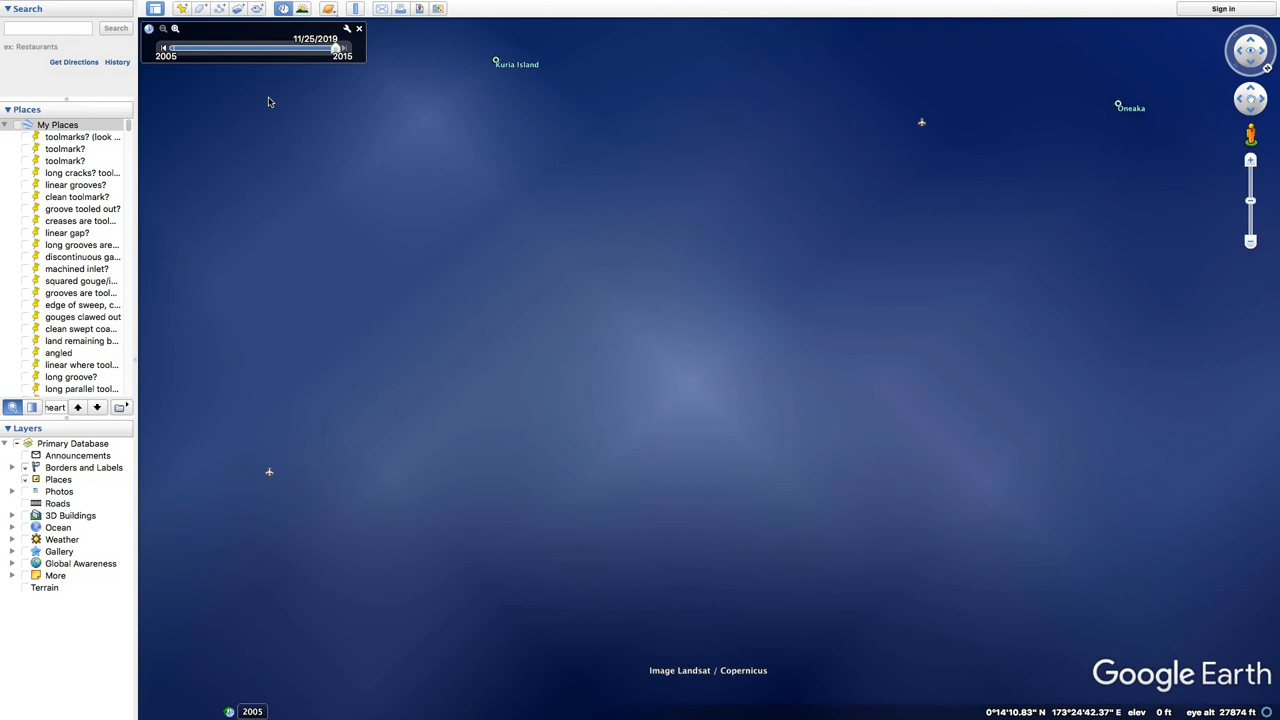 Search
Sign in
Search
ex: Restaurants
Get Directions
History
11/25/2019
2005
2015
Kuria Island
Oneaka
Places
My Places
toolmarks? (look ...
toolmark?
toolmark?
long cracks? tool...
linear grooves?
clean toolmark?
groove tooled out?
creases are tool...
linear gap?
long grooves are...
discontinuous ga...
machined inlet?
squared gouge/i...
grooves are tool...
edge of sweep, c...
gouges clawed out
clean swept coa...
land remaining b...
angled
linear where tool...
long groove?
long parallel tool...
heart
Layers
Primary Database
Announcements
Borders and Labels
Places
Photos
Roads
3D Buildings
Ocean
Weather
Gallery
Global Awareness
More
Terrain
Image Landsat / Copernicus
Google Earth
2005
0°14'10.83" N 173°24'42.37" E elev 0 ft eye alt 27874 ft